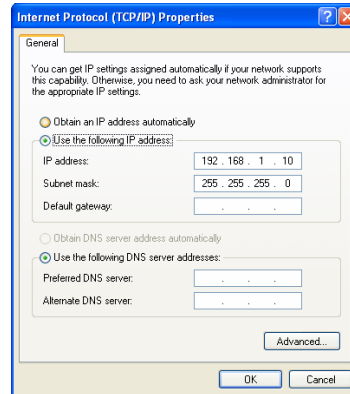 Internet Protocol (TCP/IP) Properties
General
You can get IP settings assigned automatically if your network supports
this capability. Otherwise, you need to ask your network administrator for
the appropriate IP settings.
Obtain an IP address automatically
Use the following IP address:
IP address: 192 . 168 . 1 . 10
Subnet mask: 255 . 255 . 255 . 0
Default gateway: . . .
Obtain DNS server address automatically
Use the following DNS server addresses:
Preferred DNS server: . . .
Alternate DNS server: . . .
Advanced...
OK Cancel